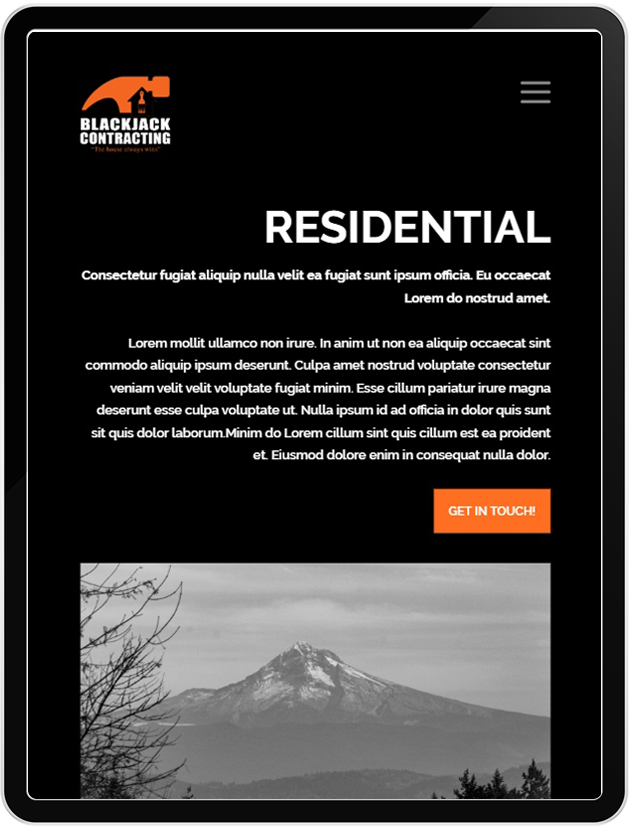 BLACKJACK
CONTRACTING
"The house always wins"
RESIDENTIAL
Consectetur fugiat aliquip nulla velit ea fugiat sunt ipsum officia. Eu occaecat
Lorem do nostrud amet.
Lorem mollit ullamco non irure. In anim ut non ea aliquip occaecat sint
commodo aliquip ipsum deserunt. Culpa amet nostrud voluptate consectetur
veniam velit velit voluptate fugiat minim. Esse cillum pariatur irure magna
deserunt esse culpa voluptate ut. Nulla ipsum id ad officia in dolor quis sunt
sit quis dolor laborum.Minim do Lorem cillum sint quis cillum est ea proident
et. Eiusmod dolore enim in consequat nulla dolor.
GET IN TOUCH!